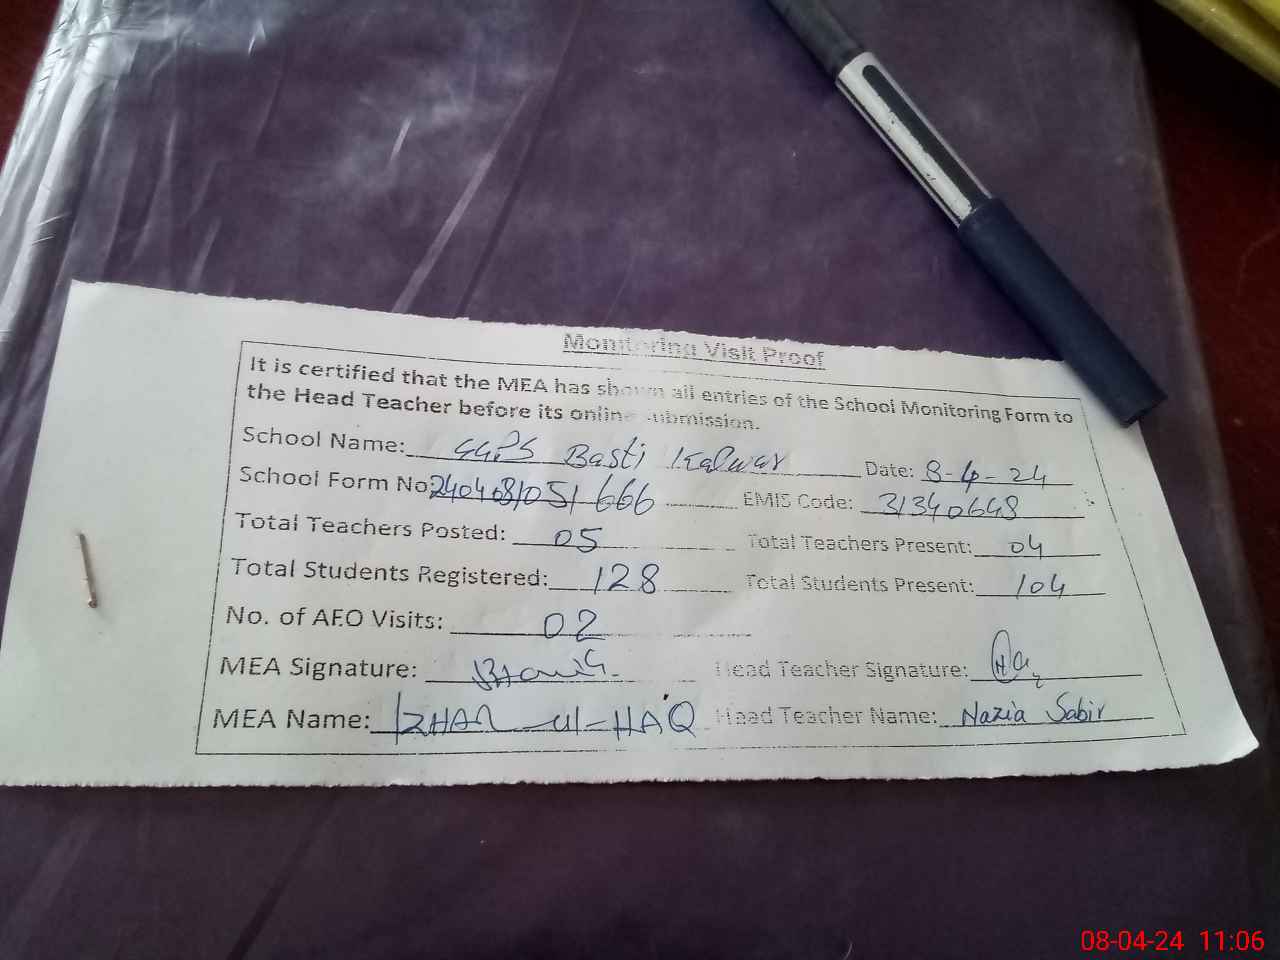 Monitoring Visit Proof
It is certified that the MEA has shown all entries of the School Monitoring Form to
the Head Teacher before its online submission.
School Name: GGPS Basti Kalwar Date: 8-4-24
School Form No 240408/051666 EMIS Code: 31340648
Total Teachers Posted: 05 Total Teachers Present: 04
Total Students Registered: 128 Total Students Present: 104
No. of AEO Visits: 02
MEA Signature: Head Teacher Signature:
MEA Name: IZHAR-ul-HAQ Head Teacher Name: Nazia Sabir
08-04-24 11:06